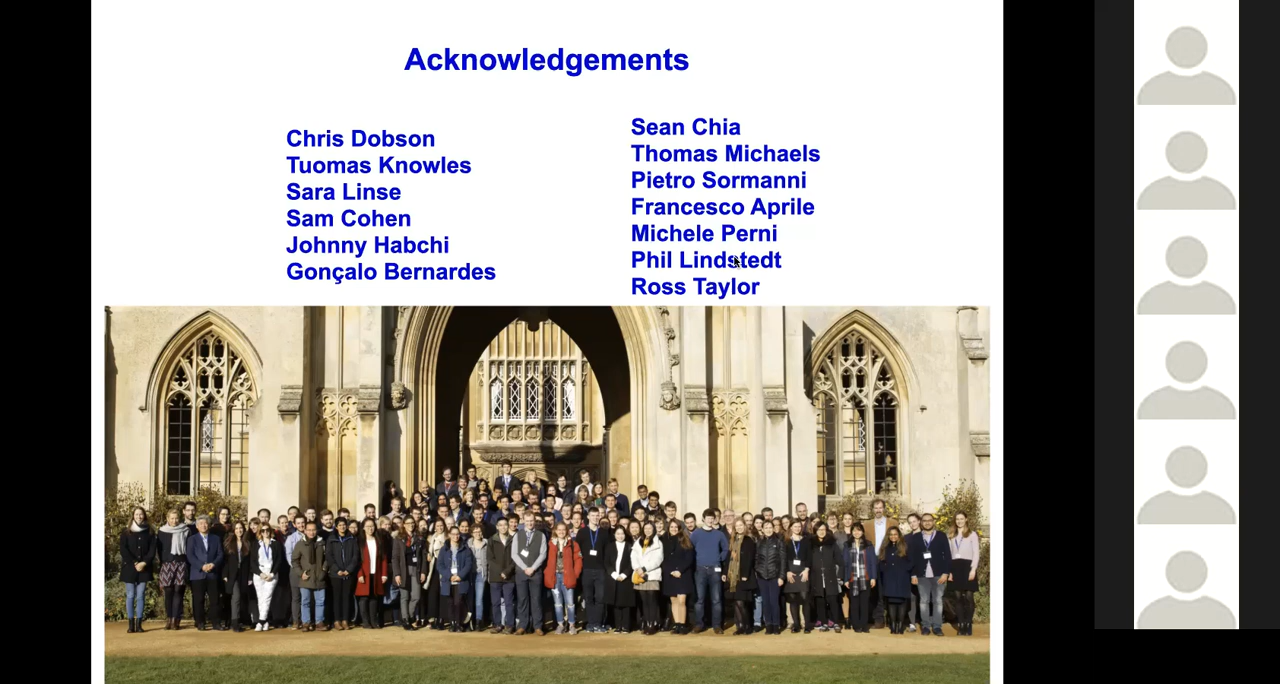 Acknowledgements
Chris Dobson
Tuomas Knowles
Sara Linse
Sam Cohen
Johnny Habchi
Gonçalo Bernardes
Sean Chia
Thomas Michaels
Pietro Sormanni
Francesco Aprile
Michele Perni
Phil Lindstedt
Ross Taylor